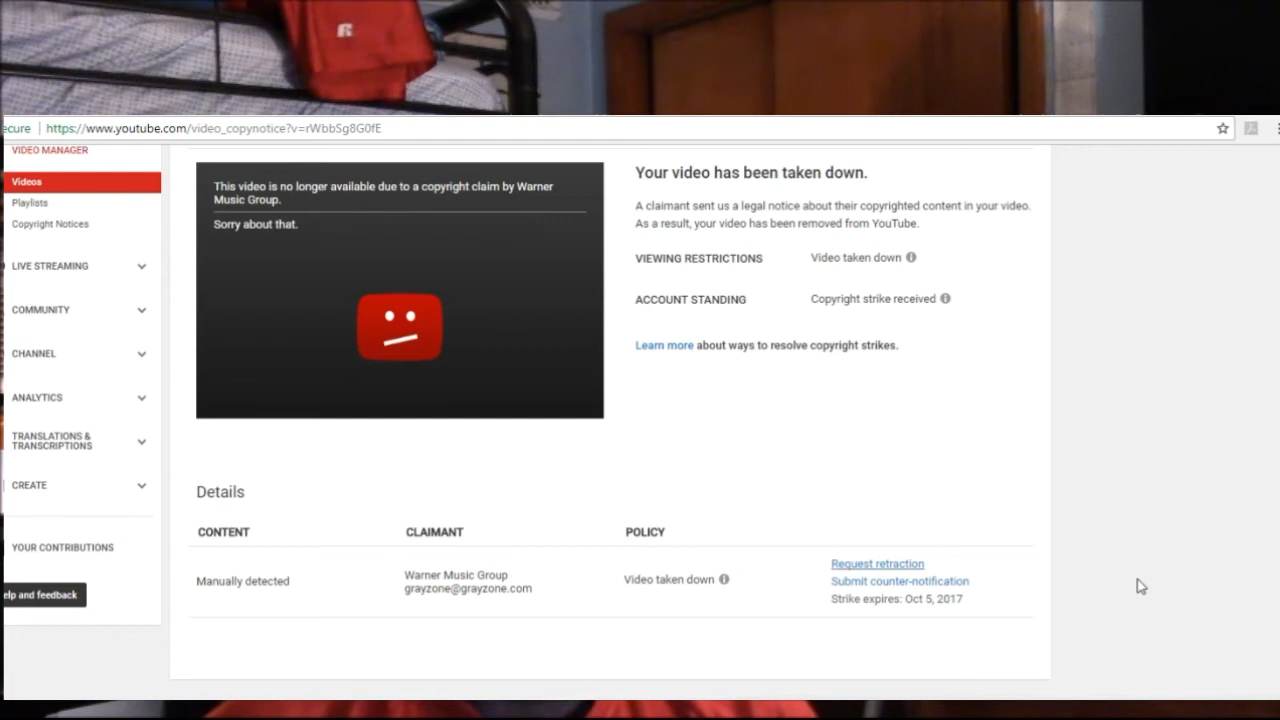 R
ecure | https://www.youtube.com/video_copynotice?v=rWbbSg8G0fE
VIDEO MANAGER
Videos
Playlists
Copyright Notices
LIVE STREAMING
COMMUNITY
CHANNEL
ANALYTICS
TRANSLATIONS &
TRANSCRIPTIONS
CREATE
YOUR CONTRIBUTIONS
elp and feedback
This video is no longer available due to a copyright claim by Warner
Music Group.
Sorry about that.
Your video has been taken down.
A claimant sent us a legal notice about their copyrighted content in your video.
As a result, your video has been removed from YouTube.
VIEWING RESTRICTIONS Video taken down
ACCOUNT STANDING Copyright strike received
Learn more about ways to resolve copyright strikes.
Details
CONTENT CLAIMANT POLICY
Manually detected
Warner Music Group
grayzone@grayzone.com
Video taken down
Request retraction
Submit counter-notification
Strike expires: Oct 5, 2017